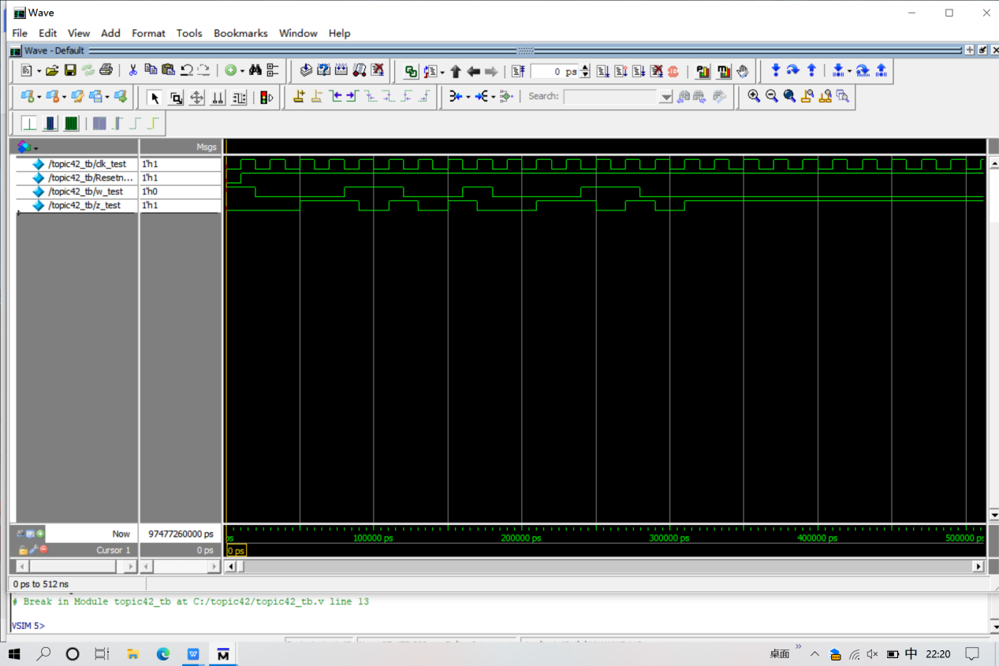 Wave
File Edit View Add Format Tools Bookmarks Window Help
Wave - Default
0 ps
Search:
Msgs
/topic42_tb/clk_test 1'h1
/topic42_tb/Resetn... 1'h1
/topic42_tb/w_test 1'h0
/topic42_tb/z_test 1'h1
Now 97477260000 ps ps 100000 ps 200000 ps 300000 ps 400000 ps 500000 ps
Cursor 1 0 ps 0 ps
0 ps to 512 ns
# Break in Module topic42_tb at C:/topic42/topic42_tb.v line 13
VSIM 5>
桌面 中 22:20